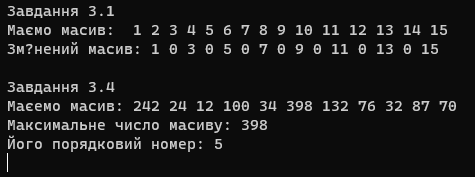 Завдання 3.1
Маємо масив:  1 2 3 4 5 6 7 8 9 10 11 12 13 14 15
Зм?нений масив: 1 0 3 0 5 0 7 0 9 0 11 0 13 0 15
Завдання 3.4
Маємо масив: 242 24 12 100 34 398 132 76 32 87 70
Максимальне число масиву: 398
Його порядковий номер: 5